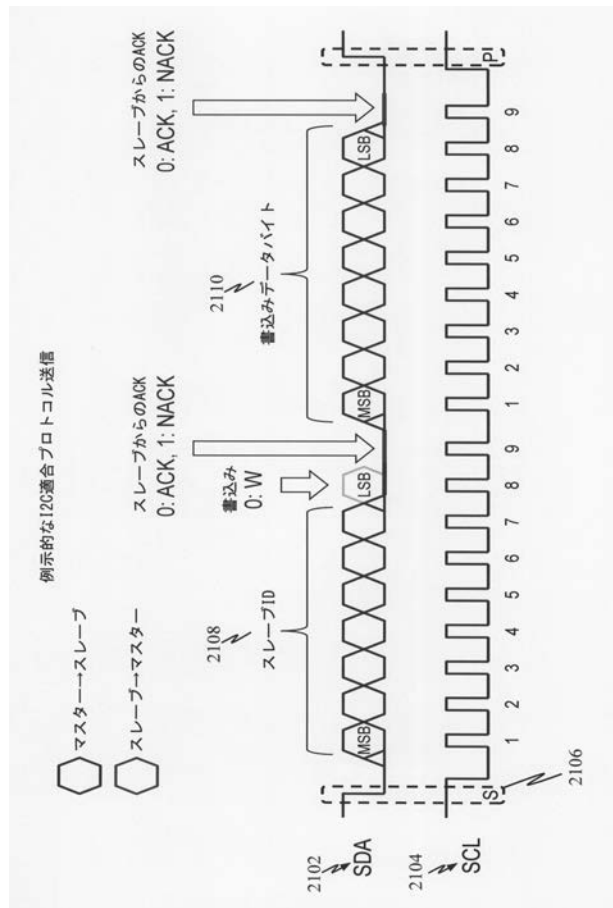 例示的なI2C適合プロトコル送信
マスター→スレーブ
スレーブ→マスター
スレーブからのACK
0: ACK, 1: NACK
スレーブからのACK
0: ACK, 1: NACK
書込み
0: W
2108
スレーブID
2110
書込みデータバイト
2102
SDA
MSB
LSB
MSB
LSB
2104
SCL
S
P
1 2 3 4 5 6 7 8 9 1 2 3 4 5 6 7 8 9
2106